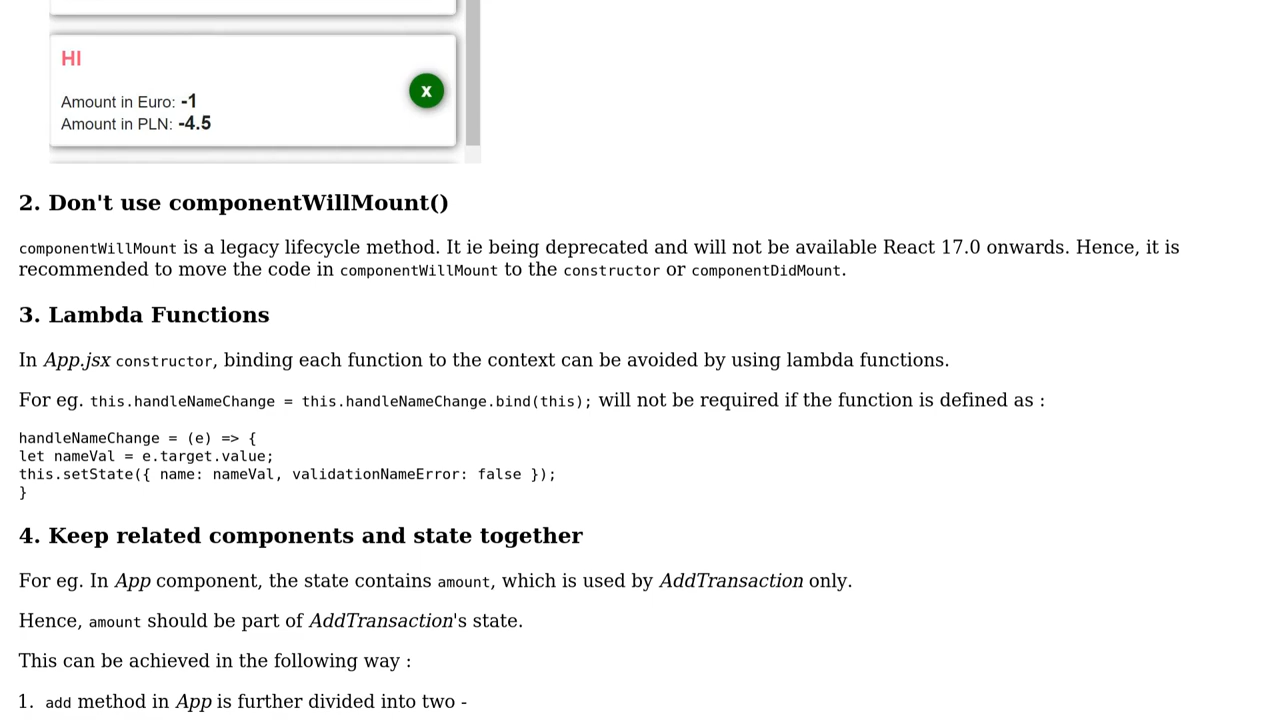 HI
x
Amount in Euro: -1
Amount in PLN: -4.5
2. Don't use componentWillMount()
componentWillMount is a legacy lifecycle method. It ie being deprecated and will not be available React 17.0 onwards. Hence, it is
recommended to move the code in componentWillMount to the constructor or componentDidMount.
3. Lambda Functions
In App.jsx constructor, binding each function to the context can be avoided by using lambda functions.
For eg. this.handleNameChange = this.handleNameChange.bind(this); will not be required if the function is defined as :
handleNameChange = (e) => {
let nameVal = e.target.value;
this.setState({ name: nameVal, validationNameError: false });
}
4. Keep related components and state together
For eg. In App component, the state contains amount, which is used by AddTransaction only.
Hence, amount should be part of AddTransaction's state.
This can be achieved in the following way :
1. add method in App is further divided into two -